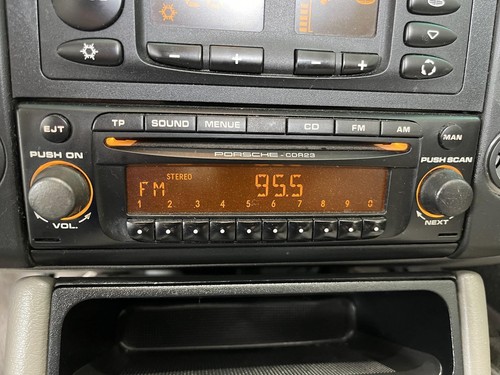 − + − +
EJT TP SOUND MENUE CD FM AM MAN
PORSCHE-CDR23
PUSH ON PUSH SCAN
FM STEREO 95.5
1 2 3 4 5 6 7 8 9 0
VOL. NEXT